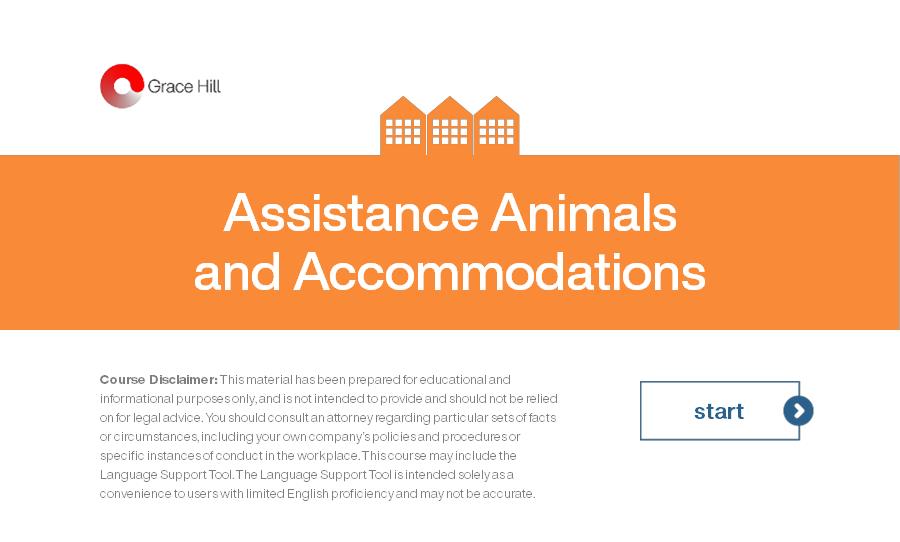 Grace Hill
Assistance Animals
and Accommodations
Course Disclaimer: This material has been prepared for educational and
informational purposes only, and is not intended to provide and should not be relied
on for legal advice. You should consult an attorney regarding particular sets of facts
or circumstances, including your own company's policies and procedures or
specific instances of conduct in the workplace. This course may include the
Language Support Tool. The Language Support Tool is intended solely as a
convenience to users with limited English proficiency and may not be accurate.
start